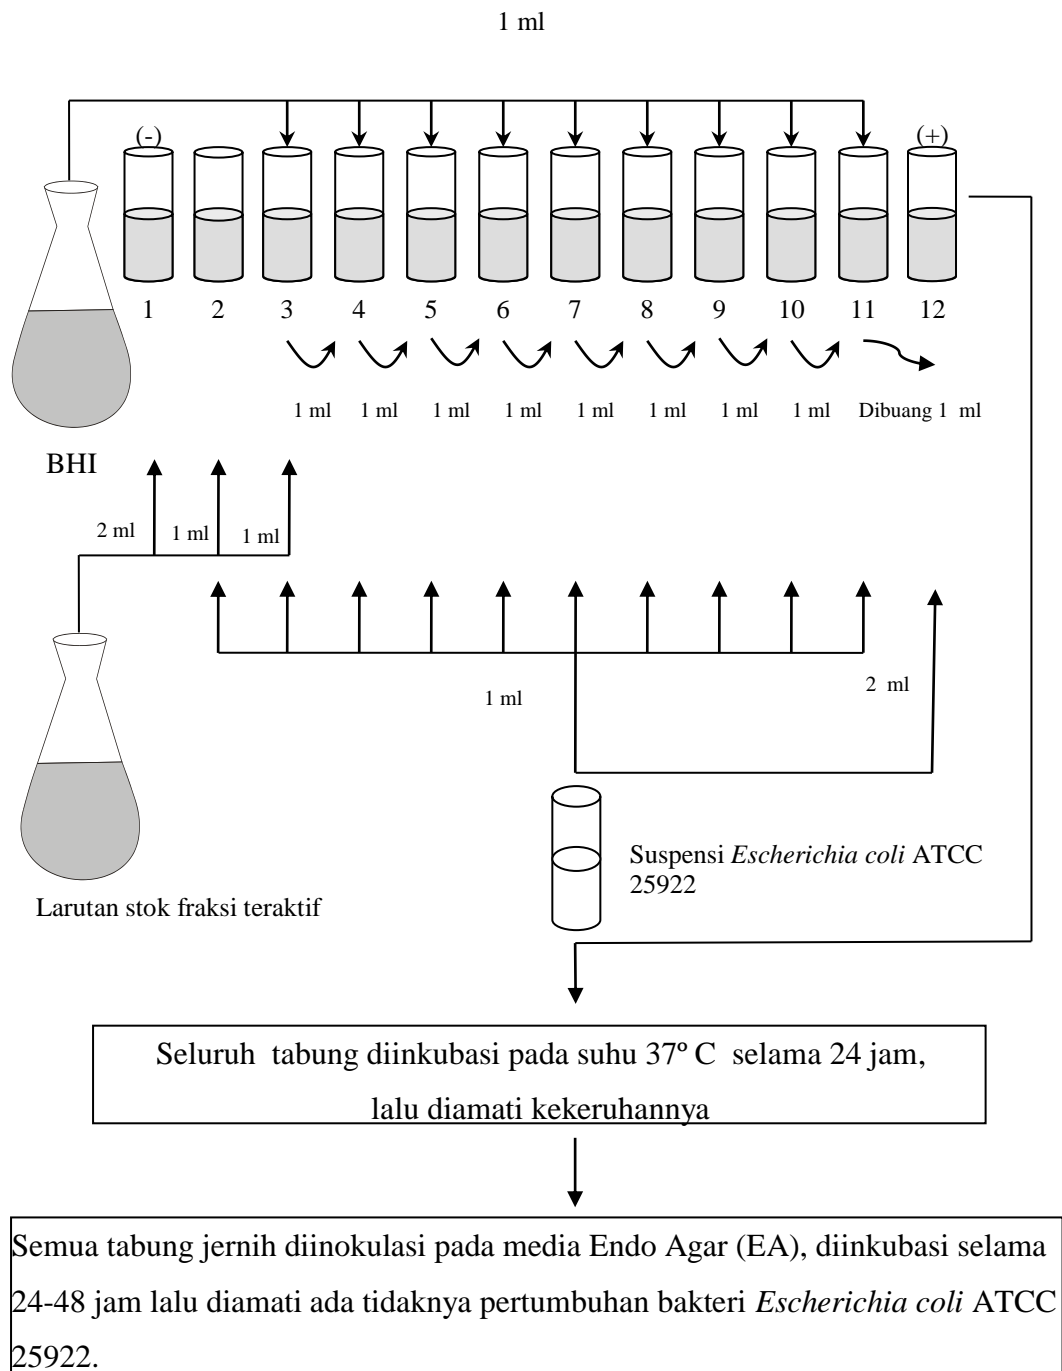 1 ml
(-) (+)
1 2 3 4 5 6 7 8 9 10 11 12
1 ml 1 ml 1 ml 1 ml 1 ml 1 ml 1 ml 1 ml Dibuang 1 ml
BHI
2 ml 1 ml 1 ml
1 ml 2 ml
Suspensi Escherichia coli ATCC
25922
Larutan stok fraksi teraktif
Seluruh tabung diinkubasi pada suhu 37º C selama 24 jam,
lalu diamati kekeruhannya
Semua tabung jernih diinokulasi pada media Endo Agar (EA), diinkubasi selama
24-48 jam lalu diamati ada tidaknya pertumbuhan bakteri Escherichia coli ATCC
25922.